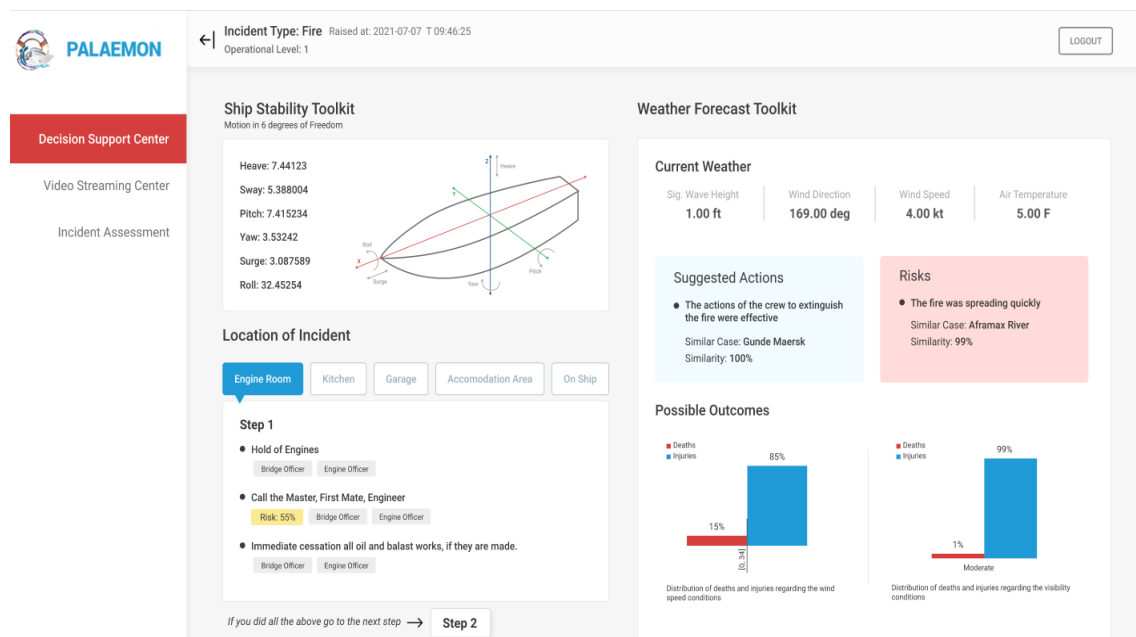 PALAEMON
Incident Type: Fire Raised at: 2021-07-07 T 09:46:25
Operational Level: 1
LOGOUT
Decision Support Center
Video Streaming Center
Incident Assessment
Ship Stability Toolkit
Motion in 6 degrees of Freedom
Heave: 7.44123
Sway: 5.388004
Pitch: 7.415234
Yaw: 3.53242
Surge: 3.087589
Roll: 32.45254
Z
Heave
Y
Roll
X
Surge
Yaw
Pitch
Location of Incident
Engine Room
Kitchen
Garage
Accomodation Area
On Ship
Step 1
Hold of Engines
Bridge Officer Engine Officer
Call the Master, First Mate, Engineer
Risk: 55% Bridge Officer Engine Officer
Immediate cessation all oil and balast works, if they are made.
Bridge Officer Engine Officer
If you did all the above go to the next step → Step 2
Weather Forecast Toolkit
Current Weather
Sig. Wave Height Wind Direction Wind Speed Air Temperature
1.00 ft 169.00 deg 4.00 kt 5.00 F
Suggested Actions
The actions of the crew to extinguish
the fire were effective
Similar Case: Gunde Maersk
Similarity: 100%
Risks
The fire was spreading quickly
Similar Case: Aframax River
Similarity: 99%
Possible Outcomes
Deaths
Injuries
85%
15%
[0, 34]
Distribution of deaths and injuries regarding the wind
speed conditions
Deaths
Injuries
99%
1%
Moderate
Distribution of deaths and injuries regarding the visibility
conditions